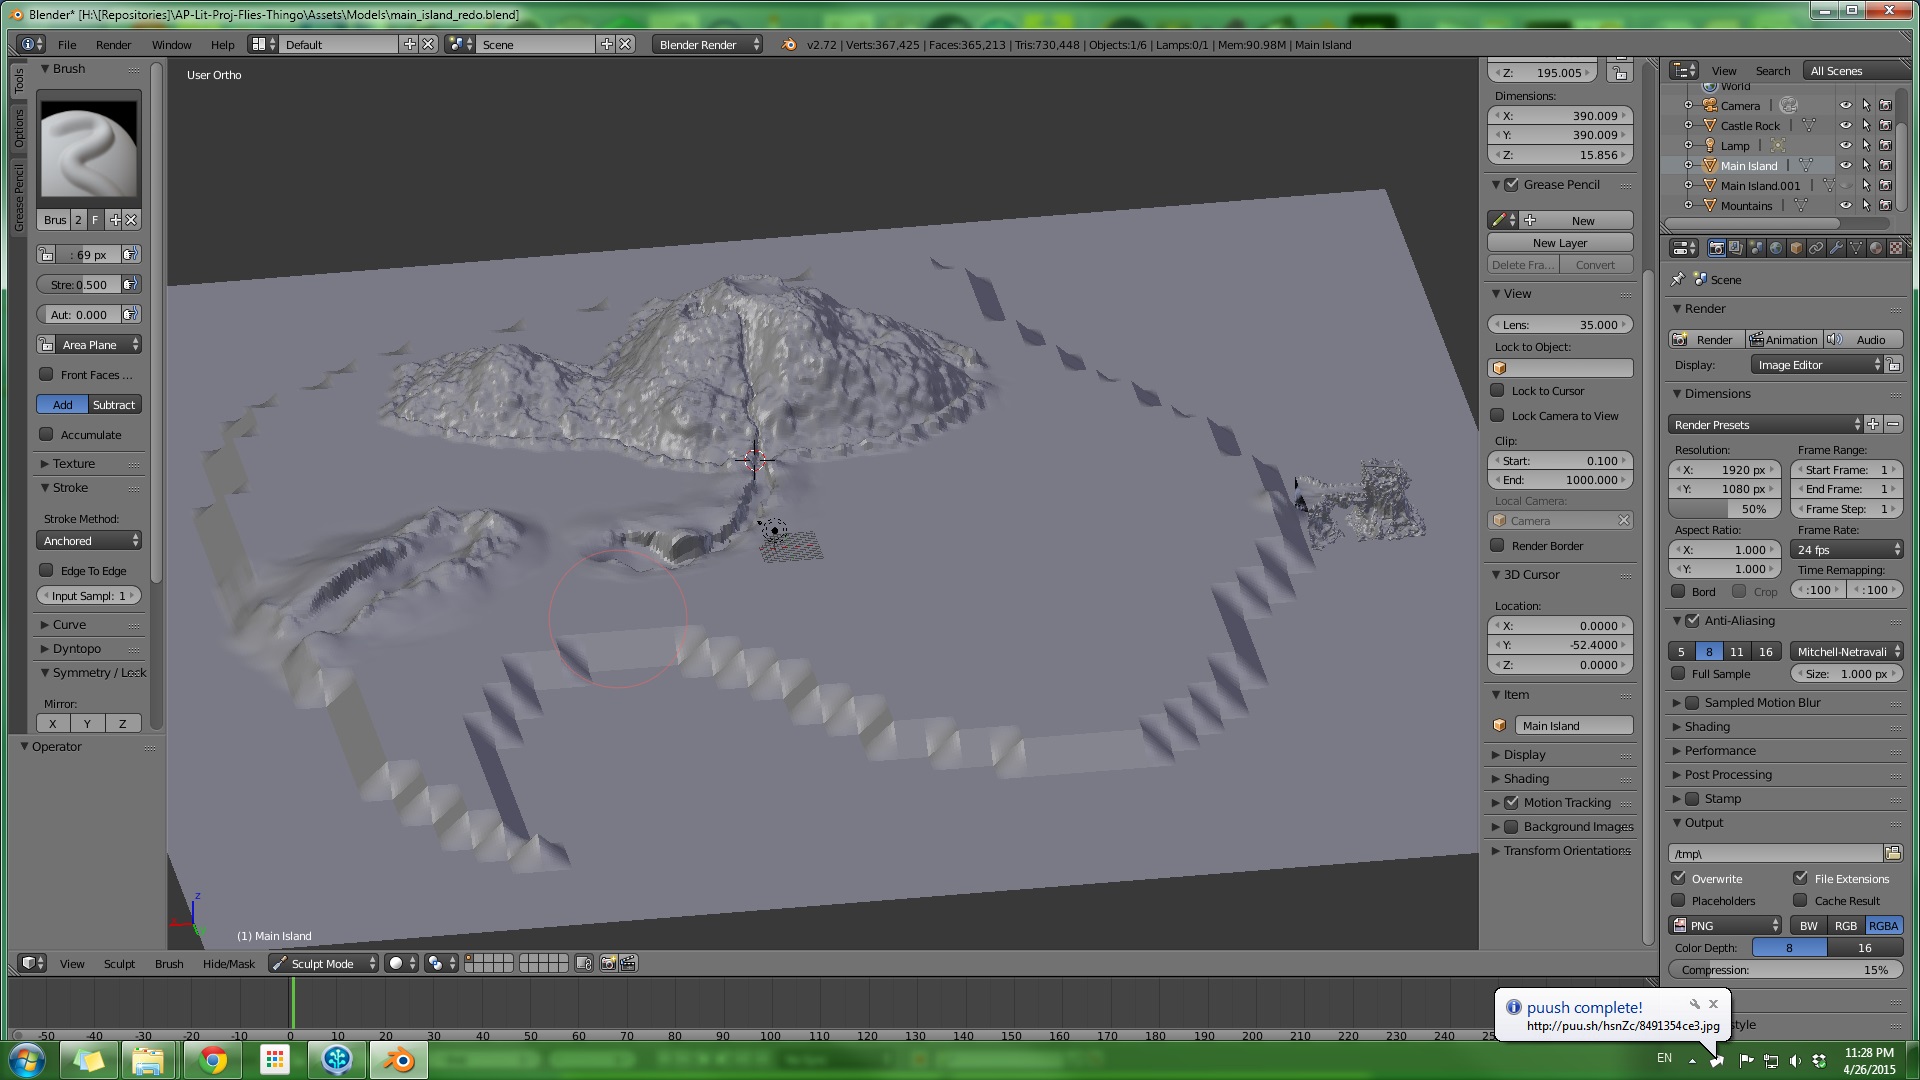 Blender* [H:\[Repositories]\AP-Lit-Proj-Flies-Thingo\Assets\Models\main_island_redo.blend]
File Render Window Help Default Scene Blender Render v2.72 | Verts:367,425 | Faces:365,213 | Tris:730,448 | Objects:1/6 | Lamps:0/1 | Mem:90.98M | Main Island
Tools
Options
Grease Pencil
Brush
Brus 2 F
: 69 px
Stre: 0.500
Aut: 0.000
Area Plane
Front Faces ...
Add Subtract
Accumulate
Texture
Stroke
Stroke Method:
Anchored
Edge To Edge
Input Sampl: 1
Curve
Dyntopo
Symmetry / Lock
Mirror:
X Y Z
Operator
User Ortho
z
(1) Main Island
Z: 195.005
Dimensions:
X: 390.009
Y: 390.009
Z: 15.856
Grease Pencil
New
New Layer
Delete Fra... Convert
View
Lens: 35.000
Lock to Object:
Lock to Cursor
Lock Camera to View
Clip:
Start: 0.100
End: 1000.000
Local Camera:
Camera
Render Border
3D Cursor
Location:
X: 0.0000
Y: -52.4000
Z: 0.0000
Item
Main Island
Display
Shading
Motion Tracking
Background Images
Transform Orientations
View Search All Scenes
World
Camera
Castle Rock
Lamp
Main Island
Main Island.001
Mountains
Scene
Render
Render Animation Audio
Display: Image Editor
Dimensions
Render Presets
Resolution: Frame Range:
X: 1920 px Start Frame: 1
Y: 1080 px End Frame: 1
50% Frame Step: 1
Aspect Ratio: Frame Rate:
X: 1.000 24 fps
Y: 1.000 Time Remapping:
Bord Crop :100 :100
Anti-Aliasing
5 8 11 16 Mitchell-Netravali
Full Sample Size: 1.000 px
Sampled Motion Blur
Shading
Performance
Post Processing
Stamp
Output
/tmp\
Overwrite File Extensions
Placeholders Cache Result
PNG BW RGB RGBA
Color Depth: 8 16
Compression: 15%
View Sculpt Brush Hide/Mask Sculpt Mode
-50 -40 -30 -20 -10 0 10 20 30 40 50 60 70 80 90 100 110 120 130 140 150 160 170 180 190 200 210 220 230 240
puush complete!
http://puu.sh/hsnZc/8491354ce3.jpg
EN
11:28 PM
4/26/2015